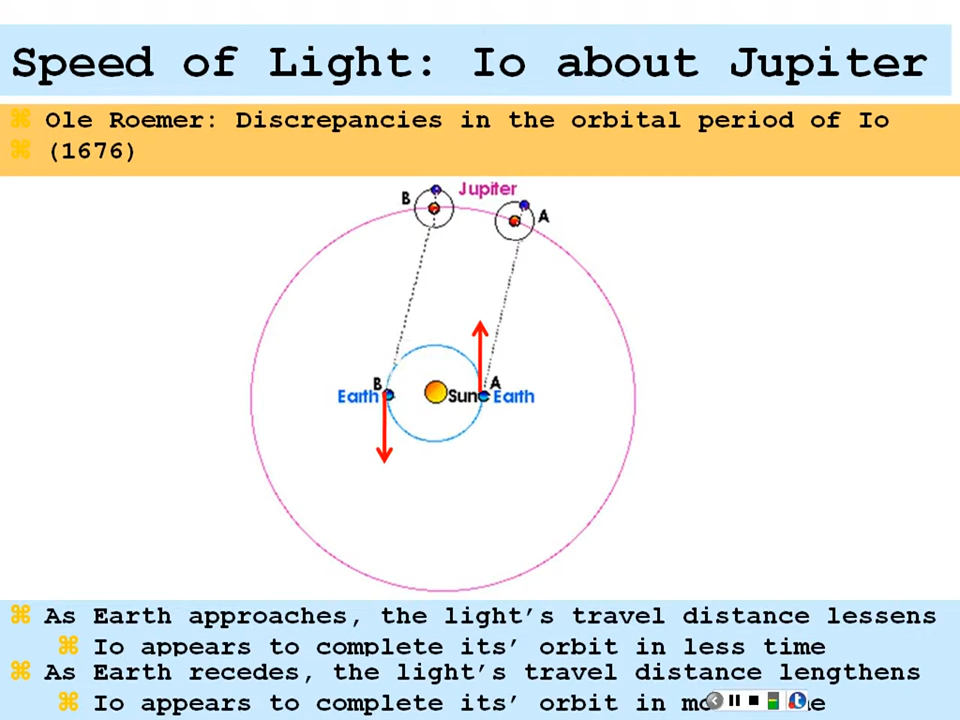 Speed of Light: Io about Jupiter
Ole Roemer: Discrepancies in the orbital period of Io
(1676)
B Jupiter A
B A
Earth Sun Earth
As Earth approaches, the light's travel distance lessens
Io appears to complete its' orbit in less time
As Earth recedes, the light's travel distance lengthens
Io appears to complete its' orbit in